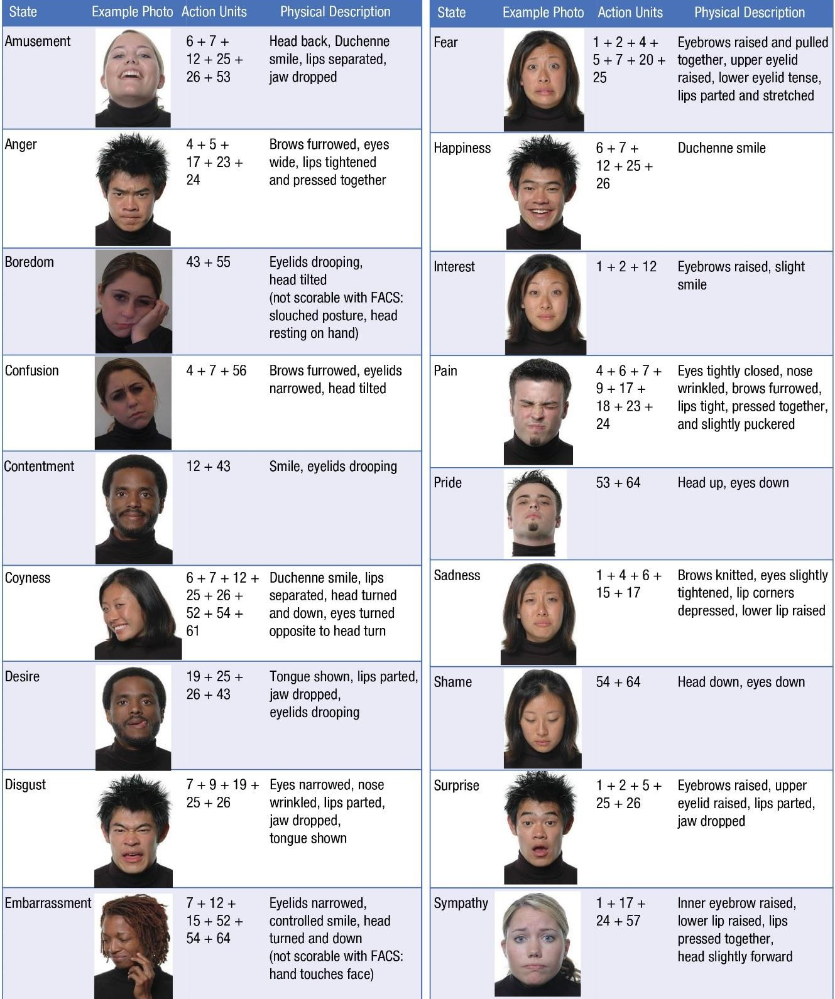 State Example Photo Action Units Physical Description
Amusement
6 + 7 +
12 + 25 +
26 + 53
Head back, Duchenne
smile, lips separated,
jaw dropped
Anger
4 + 5 +
17 + 23 +
24
Brows furrowed, eyes
wide, lips tightened
and pressed together
Boredom
43 + 55
Eyelids drooping,
head tilted
(not scorable with FACS:
slouched posture, head
resting on hand)
Confusion
4 + 7 + 56
Brows furrowed, eyelids
narrowed, head tilted
Contentment
12 + 43
Smile, eyelids drooping
Coyness
6 + 7 + 12 +
25 + 26 +
52 + 54 +
61
Duchenne smile, lips
separated, head turned
and down, eyes turned
opposite to head turn
Desire
19 + 25 +
26 + 43
Tongue shown, lips parted,
jaw dropped,
eyelids drooping
Disgust
7 + 9 + 19 +
25 + 26
Eyes narrowed, nose
wrinkled, lips parted,
jaw dropped,
tongue shown
Embarrassment
7 + 12 +
15 + 52 +
54 + 64
Eyelids narrowed,
controlled smile, head
turned and down
(not scorable with FACS:
hand touches face)
State Example Photo Action Units Physical Description
Fear
1 + 2 + 4 +
5 + 7 + 20 +
25
Eyebrows raised and pulled
together, upper eyelid
raised, lower eyelid tense,
lips parted and stretched
Happiness
6 + 7 +
12 + 25 +
26
Duchenne smile
Interest
1 + 2 + 12
Eyebrows raised, slight
smile
Pain
4 + 6 + 7 +
9 + 17 +
18 + 23 +
24
Eyes tightly closed, nose
wrinkled, brows furrowed,
lips tight, pressed together,
and slightly puckered
Pride
53 + 64
Head up, eyes down
Sadness
1 + 4 + 6 +
15 + 17
Brows knitted, eyes slightly
tightened, lip corners
depressed, lower lip raised
Shame
54 + 64
Head down, eyes down
Surprise
1 + 2 + 5 +
25 + 26
Eyebrows raised, upper
eyelid raised, lips parted,
jaw dropped
Sympathy
1 + 17 +
24 + 57
Inner eyebrow raised,
lower lip raised, lips
pressed together,
head slightly forward